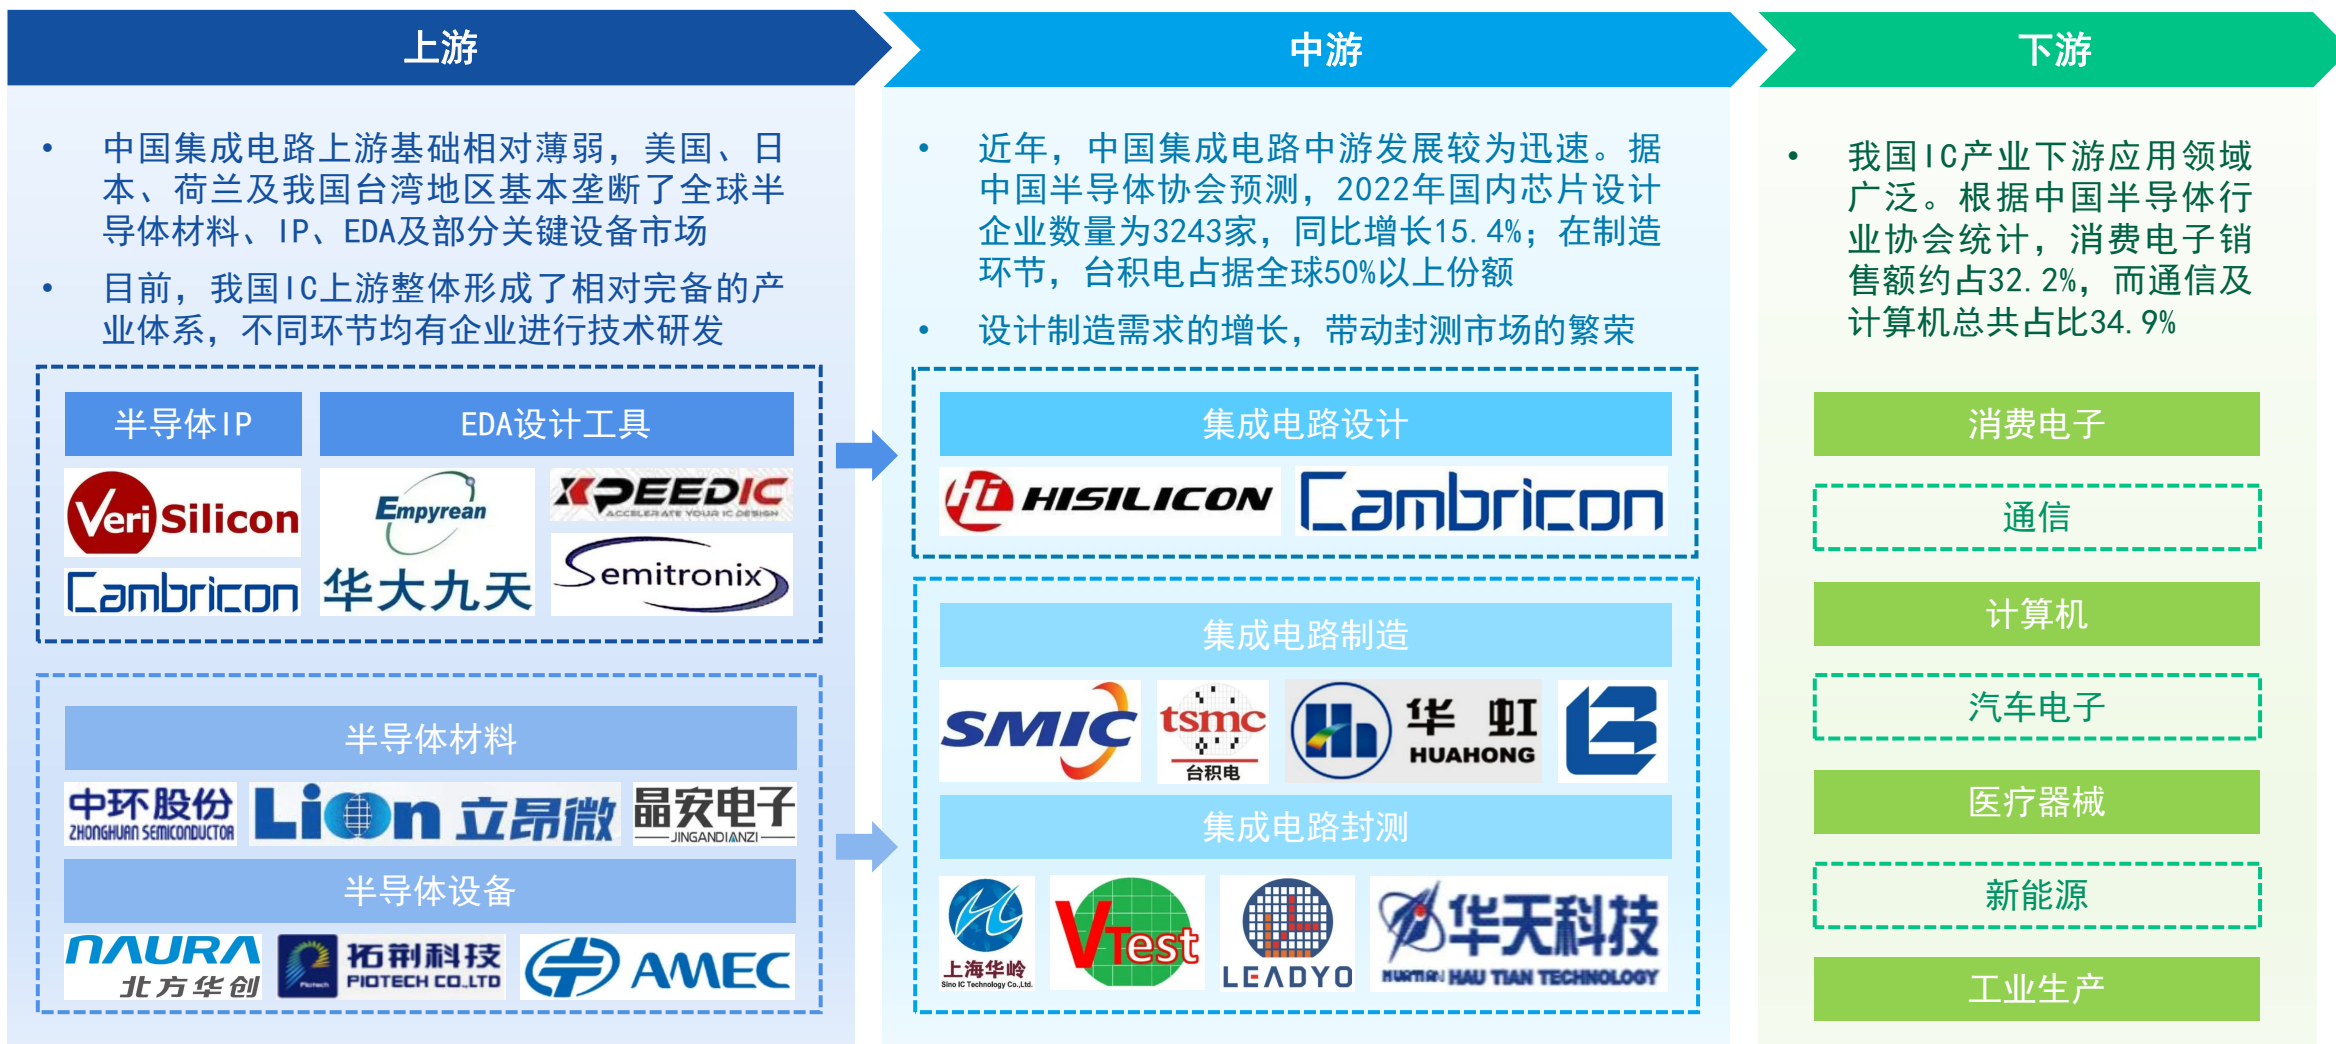 上游
中国集成电路上游基础相对薄弱，美国、日
本、荷兰及我国台湾地区基本垄断了全球半
导体材料、IP、EDA及部分关键设备市场
目前，我国IC上游整体形成了相对完备的产
业体系，不同环节均有企业进行技术研发
半导体IP
EDA设计工具
VeriSilicon
Cambricon
Empyrean
华大九天
XPEEDIC
ACCELERATE YOUR IC DESIGN
Semitronix
半导体材料
中环股份
ZHONGHUAN SEMICONDUCTOR
Lion 立昂微
晶安电子
JINGANDIANZI
半导体设备
NAURA
北方华创
Piotech
拓荆科技
PIOTECH CO.,LTD
AMEC
中游
近年，中国集成电路中游发展较为迅速。据
中国半导体协会预测，2022年国内芯片设计
企业数量为3243家，同比增长15.4%；在制造
环节，台积电占据全球50%以上份额
设计制造需求的增长，带动封测市场的繁荣
集成电路设计
Hi HISILICON
Cambricon
集成电路制造
SMIC
tsmc
台积电
华虹
HUAHONG
集成电路封测
上海华岭
Sino IC Technology Co.,Ltd.
VTest
LEADYO
华天科技
HUATIAN HAU TIAN TECHNOLOGY
下游
我国IC产业下游应用领域
广泛。根据中国半导体行
业协会统计，消费电子销
售额约占32.2%，而通信及
计算机总共占比34.9%
消费电子
通信
计算机
汽车电子
医疗器械
新能源
工业生产